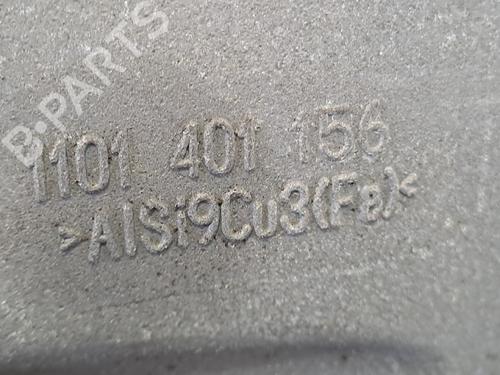 B-PARTS
1101 401 156
>AlSi9Cu3(Fe)<